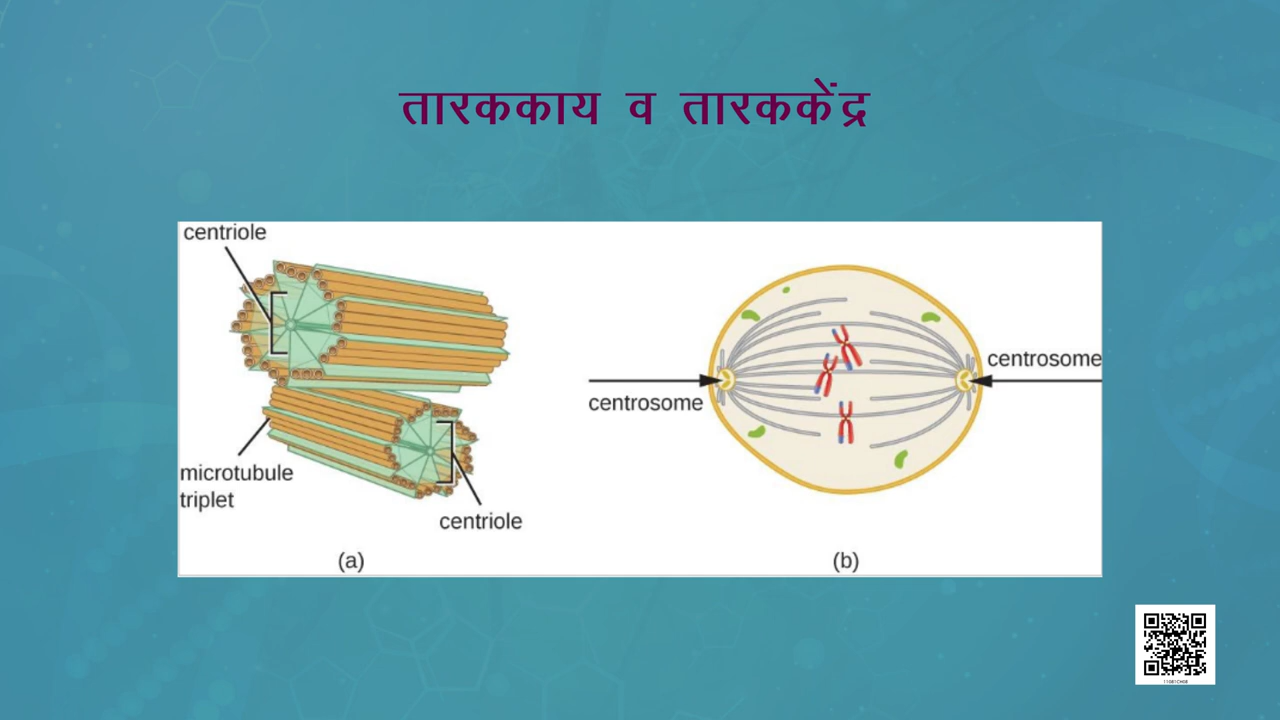 तारककाय व तारककेंद्र
centriole
microtubule
triplet
centriole
(a)
centrosome
centrosome
(b)